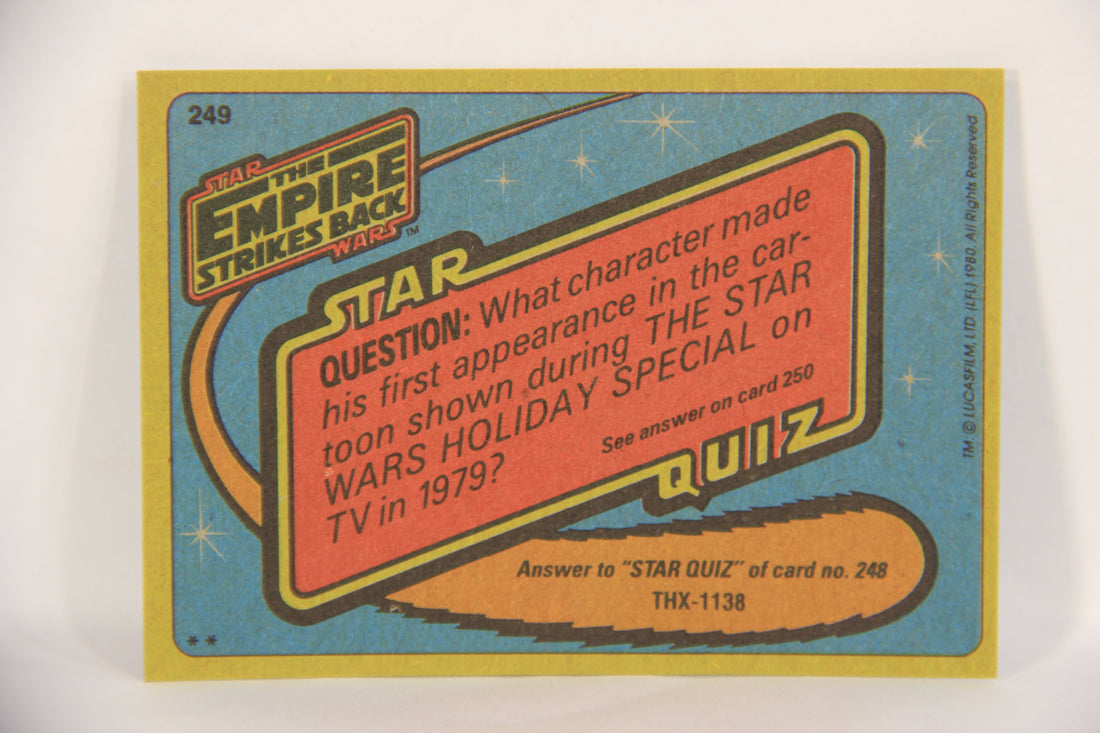 249
STAR
THE
EMPIRE
STRIKES BACK
WARS™
STAR
QUESTION: What character made
his first appearance in the car-
toon shown during THE STAR
WARS HOLIDAY SPECIAL on
TV in 1979?
See answer on card 250
QUIZ
Answer to "STAR QUIZ" of card no. 248
THX-1138
**
TM: © LUCASFILM, LTD. (LFL) 1980. All Rights Reserved